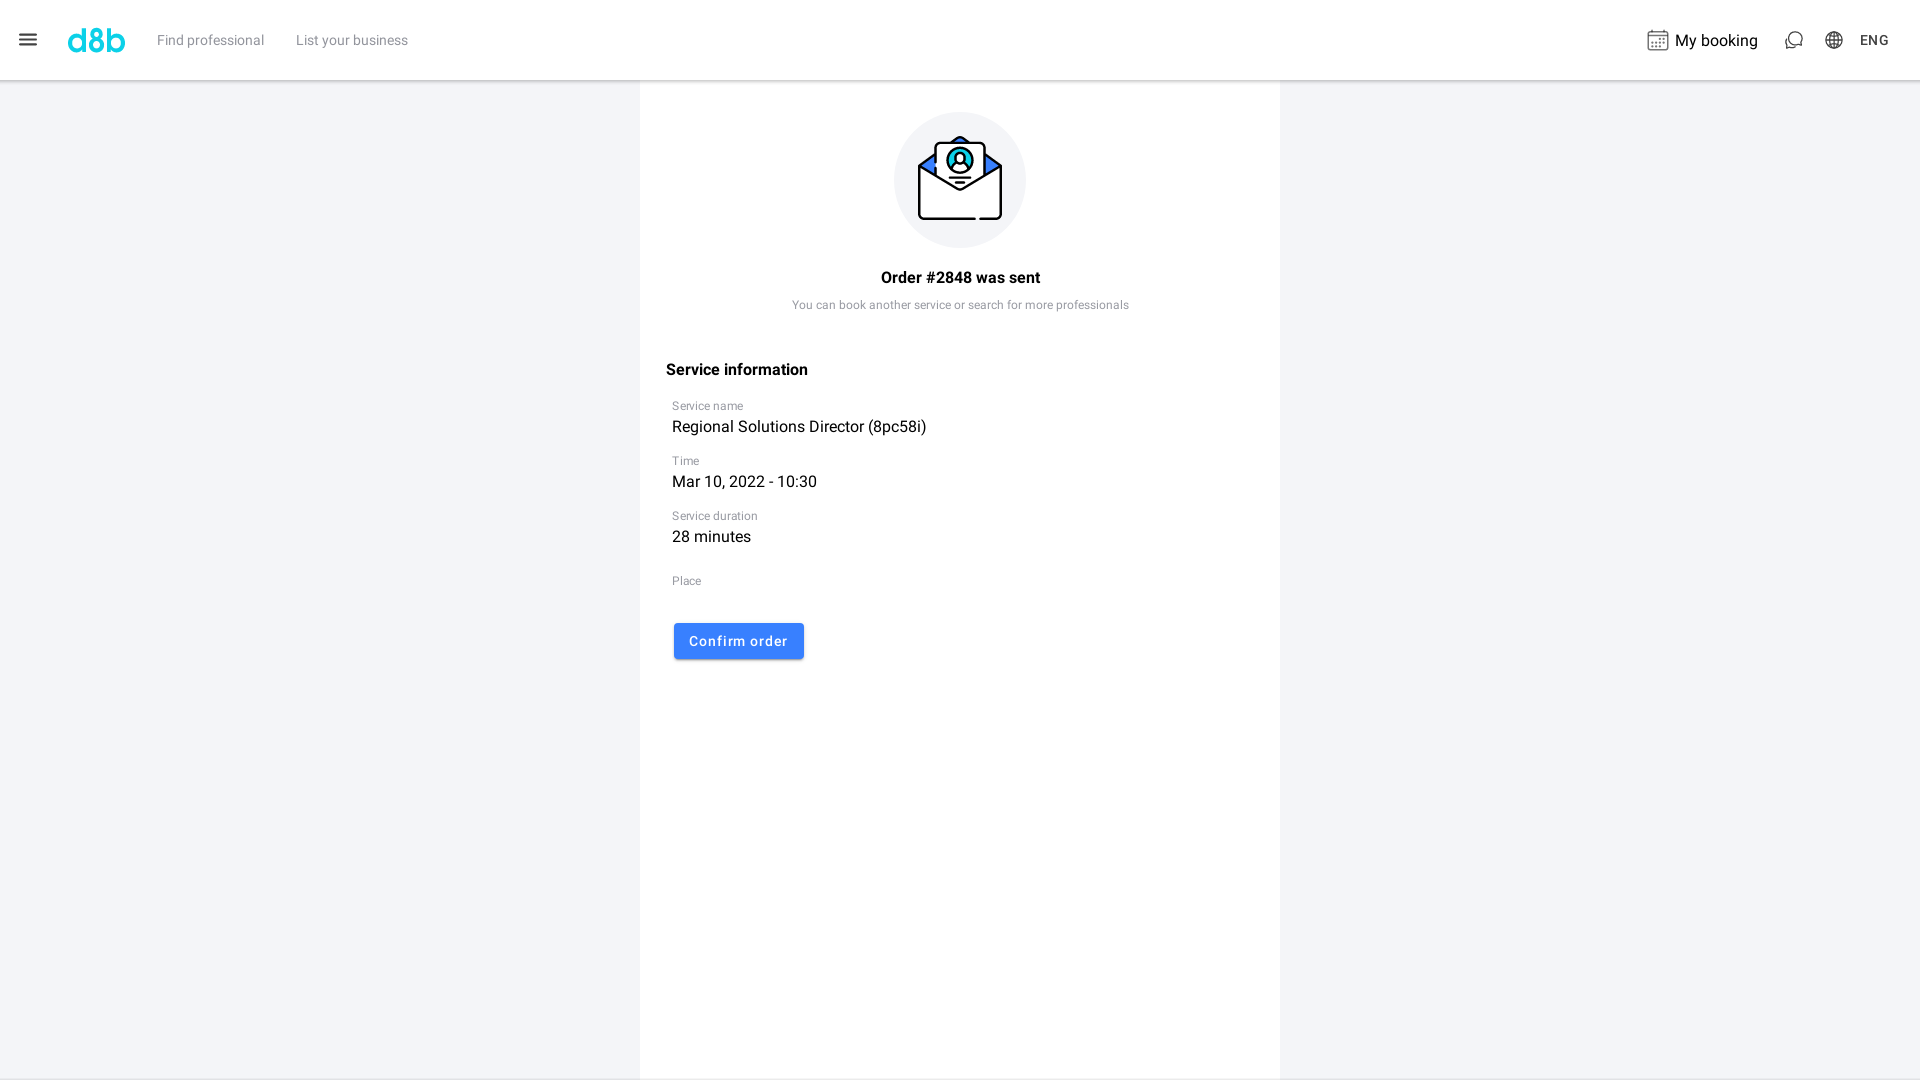 d8b
Find professional
List your business
My booking
ENG
Order #2848 was sent
You can book another service or search for more professionals
Service information
Service name
Regional Solutions Director (8pc58i)
Time
Mar 10, 2022 - 10:30
Service duration
28 minutes
Place
Confirm order